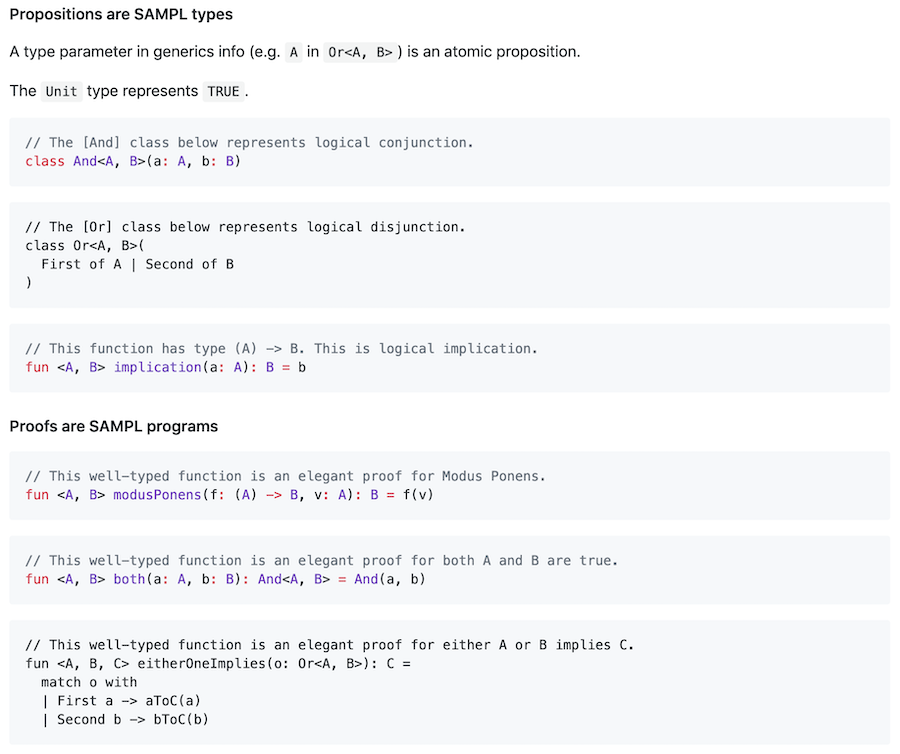 Propositions are SAMPL types
A type parameter in generics info (e.g. A in Or<A, B> ) is an atomic proposition.
The Unit type represents TRUE .
// The [And] class below represents logical conjunction.
class And<A, B>(a: A, b: B)
// The [Or] class below represents logical disjunction.
class Or<A, B>(
  First of A | Second of B
)
// This function has type (A) -> B. This is logical implication.
fun <A, B> implication(a: A): B = b
Proofs are SAMPL programs
// This well-typed function is an elegant proof for Modus Ponens.
fun <A, B> modusPonens(f: (A) -> B, v: A): B = f(v)
// This well-typed function is an elegant proof for both A and B are true.
fun <A, B> both(a: A, b: B): And<A, B> = And(a, b)
// This well-typed function is an elegant proof for either A or B implies C.
fun <A, B, C> eitherOneImplies(o: Or<A, B>): C =
  match o with
  | First a -> aToC(a)
  | Second b -> bToC(b)